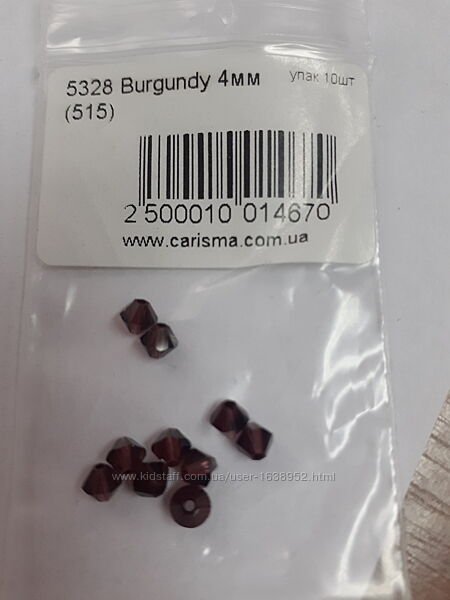 5328 Burgundy 4мм упак 10шт
(515)
2 500010 014670
www.carisma.com.ua
www.kidstaff.com.ua/user-1638952.html